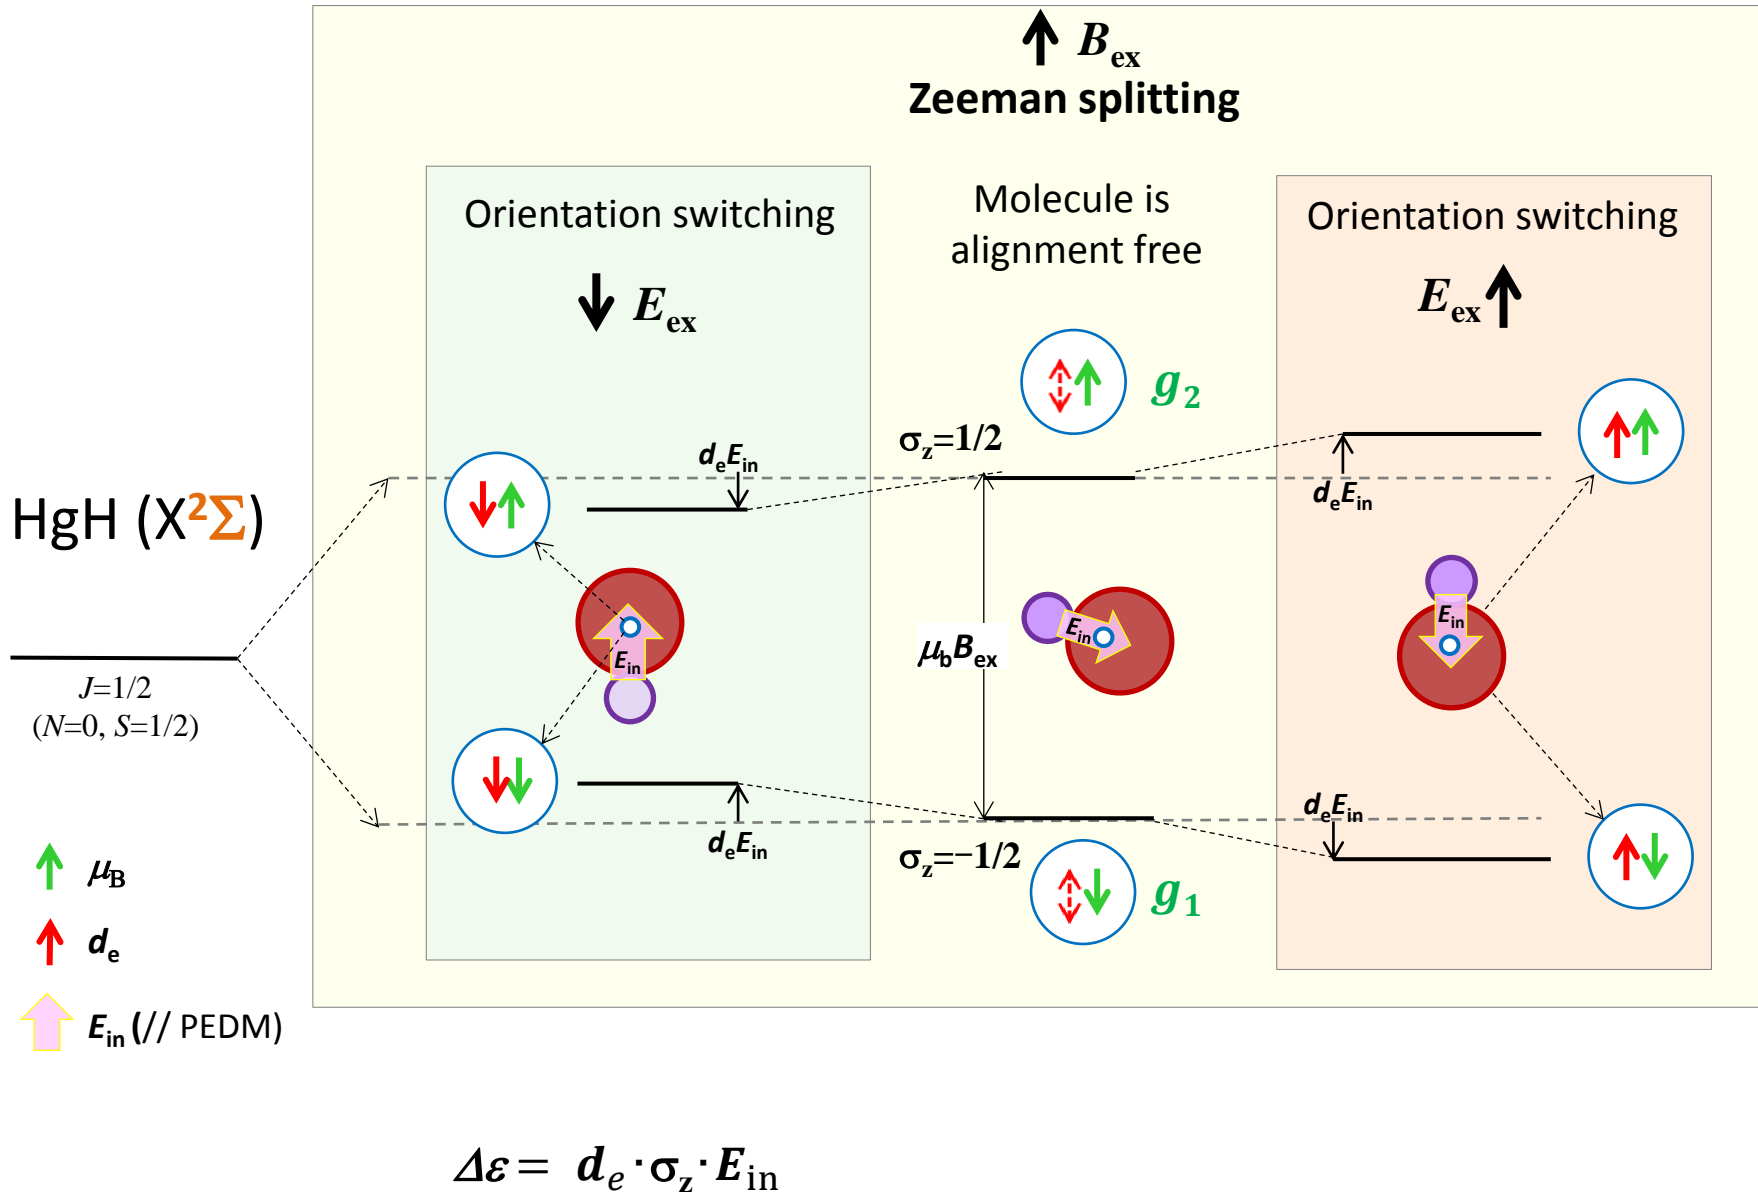 B_ex
Zeeman splitting
Orientation switching
E_ex
Molecule is
alignment free
Orientation switching
E_ex
g_2
σ_z=1/2
d_eE_in
d_eE_in
HgH (X²Σ)
E_in
E_in
E_in
μ_bB_ex
J=1/2
(N=0, S=1/2)
d_eE_in
d_eE_in
σ_z=−1/2
g_1
μ_B
d_e
E_in (// PEDM)
Δε = d_e·σ_z·E_in